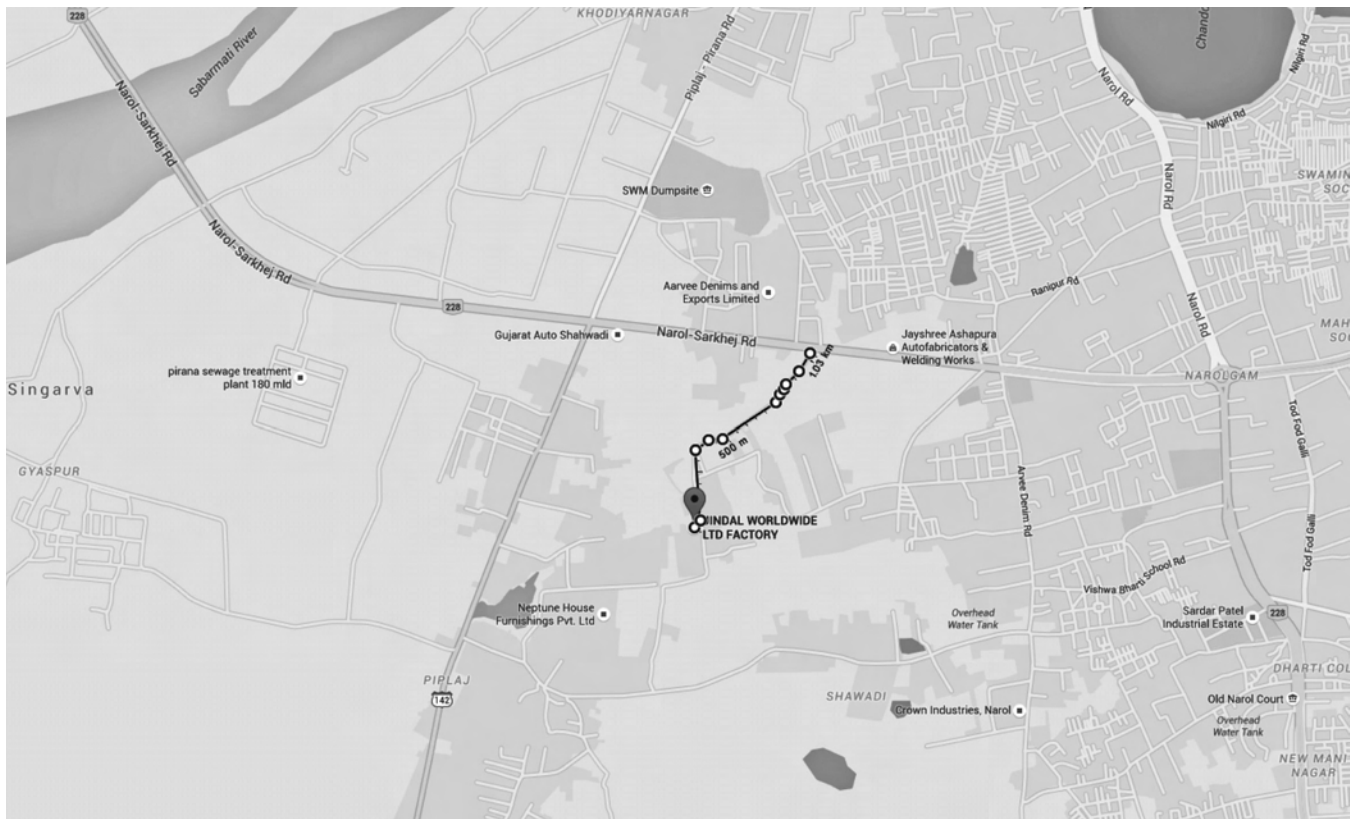 228
KHODIYARNAGAR
Piplaj - Pirana Rd
Sabarmati River
Narol-Sarkhej Rd
Narol Rd
Nilgiri Rd
Nilgiri Rd
Narol Rd
SWM Dumpsite
Narol-Sarkhej Rd
Aarvee Denims and
Exports Limited
Ranipur Rd
228
Narol Rd
Gujarat Auto Shahwadi
Narol-Sarkhej Rd
Jayshree Ashapura
Autofabricators &
Welding Works
1.03 km
pirana sewage treatment
plant 180 mld
NAROLGAM
Singarva
Tod Fod Galli
500 m
GYASPUR
Arvee Denim Rd
JINDAL WORLDWIDE
LTD FACTORY
Tod Fod Galli
Vishwa Bharti School Rd
Neptune House
Furnishings Pvt. Ltd
Overhead
Water Tank
Sardar Patel
Industrial Estate
228
DHARTI COL
PIPLAJ
142
SHAWADI
Crown Industries, Narol
Old Narol Court
Overhead
Water Tank
NEW MANI
NAGAR